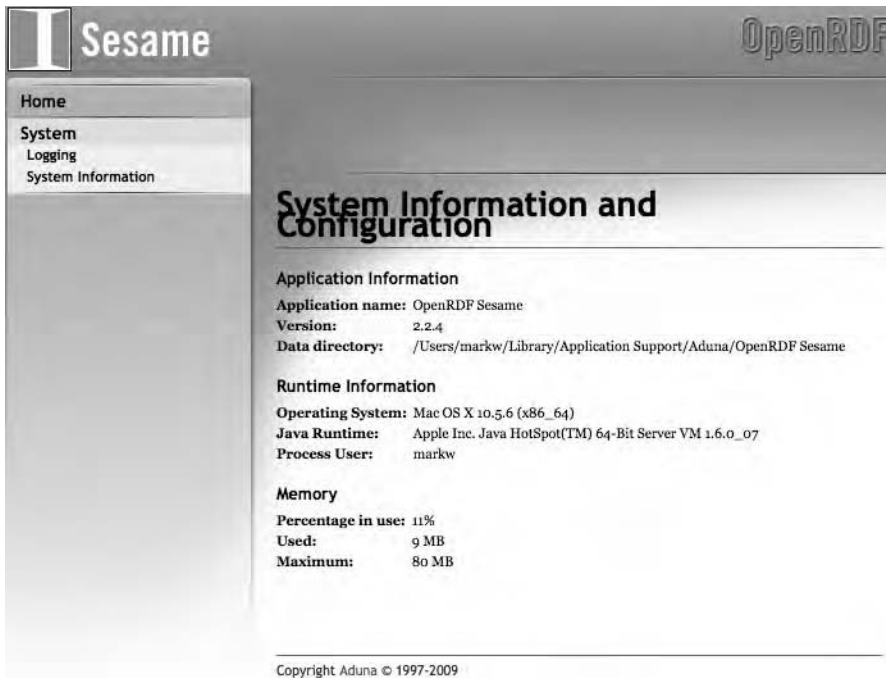 Sesame
OpenRDF
Home
System
Logging
System Information
System Information and
Configuration
Application Information
Application name: OpenRDF Sesame
Version: 2.2.4
Data directory: /Users/markw/Library/Application Support/Aduna/OpenRDF Sesame
Runtime Information
Operating System: Mac OS X 10.5.6 (x86_64)
Java Runtime: Apple Inc. Java HotSpot(TM) 64-Bit Server VM 1.6.0_07
Process User: markw
Memory
Percentage in use: 11%
Used: 9 MB
Maximum: 80 MB
Copyright Aduna © 1997-2009